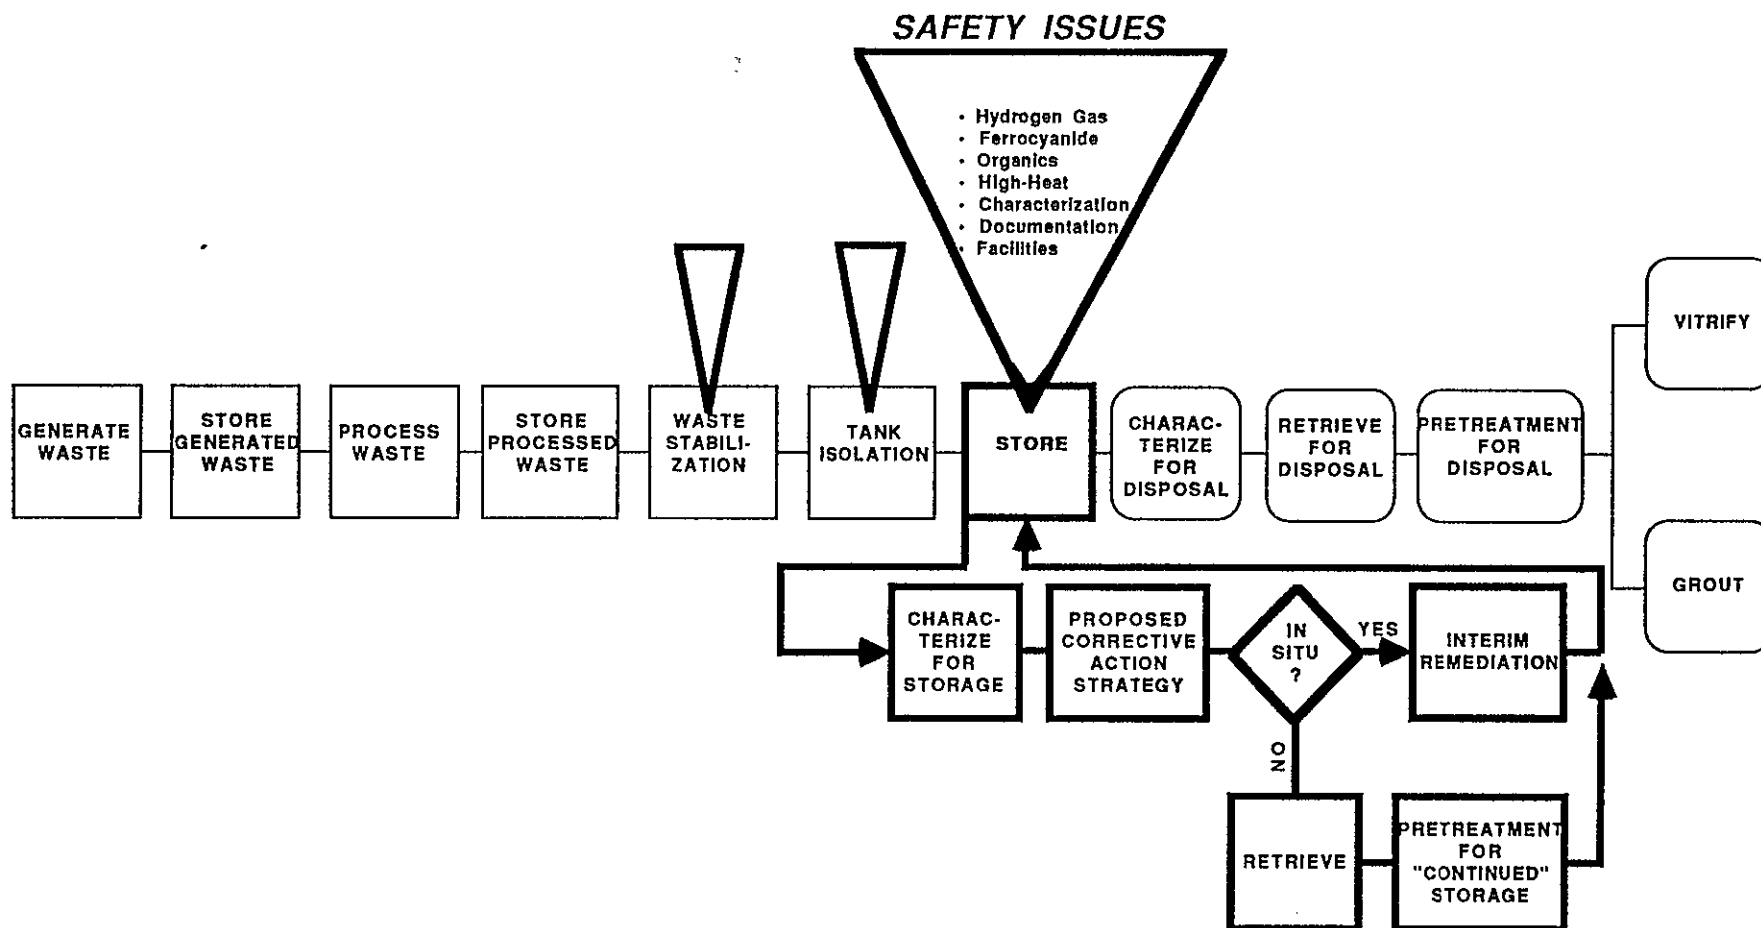 SAFETY ISSUES
• Hydrogen Gas
• Ferrocyanide
• Organics
• High-Heat
• Characterization
• Documentation
• Facilities
GENERATE
WASTE
STORE
GENERATED
WASTE
PROCESS
WASTE
STORE
PROCESSED
WASTE
WASTE
STABILI-
ZATION
TANK
ISOLATION
STORE
CHARAC-
TERIZE
FOR
DISPOSAL
RETRIEVE
FOR
DISPOSAL
PRETREATMENT
FOR
DISPOSAL
VITRIFY
GROUT
CHARAC-
TERIZE
FOR
STORAGE
PROPOSED
CORRECTIVE
ACTION
STRATEGY
IN
SITU
?
YES
INTERIM
REMEDIATION
NO
RETRIEVE
PRETREATMENT
FOR
"CONTINUED"
STORAGE